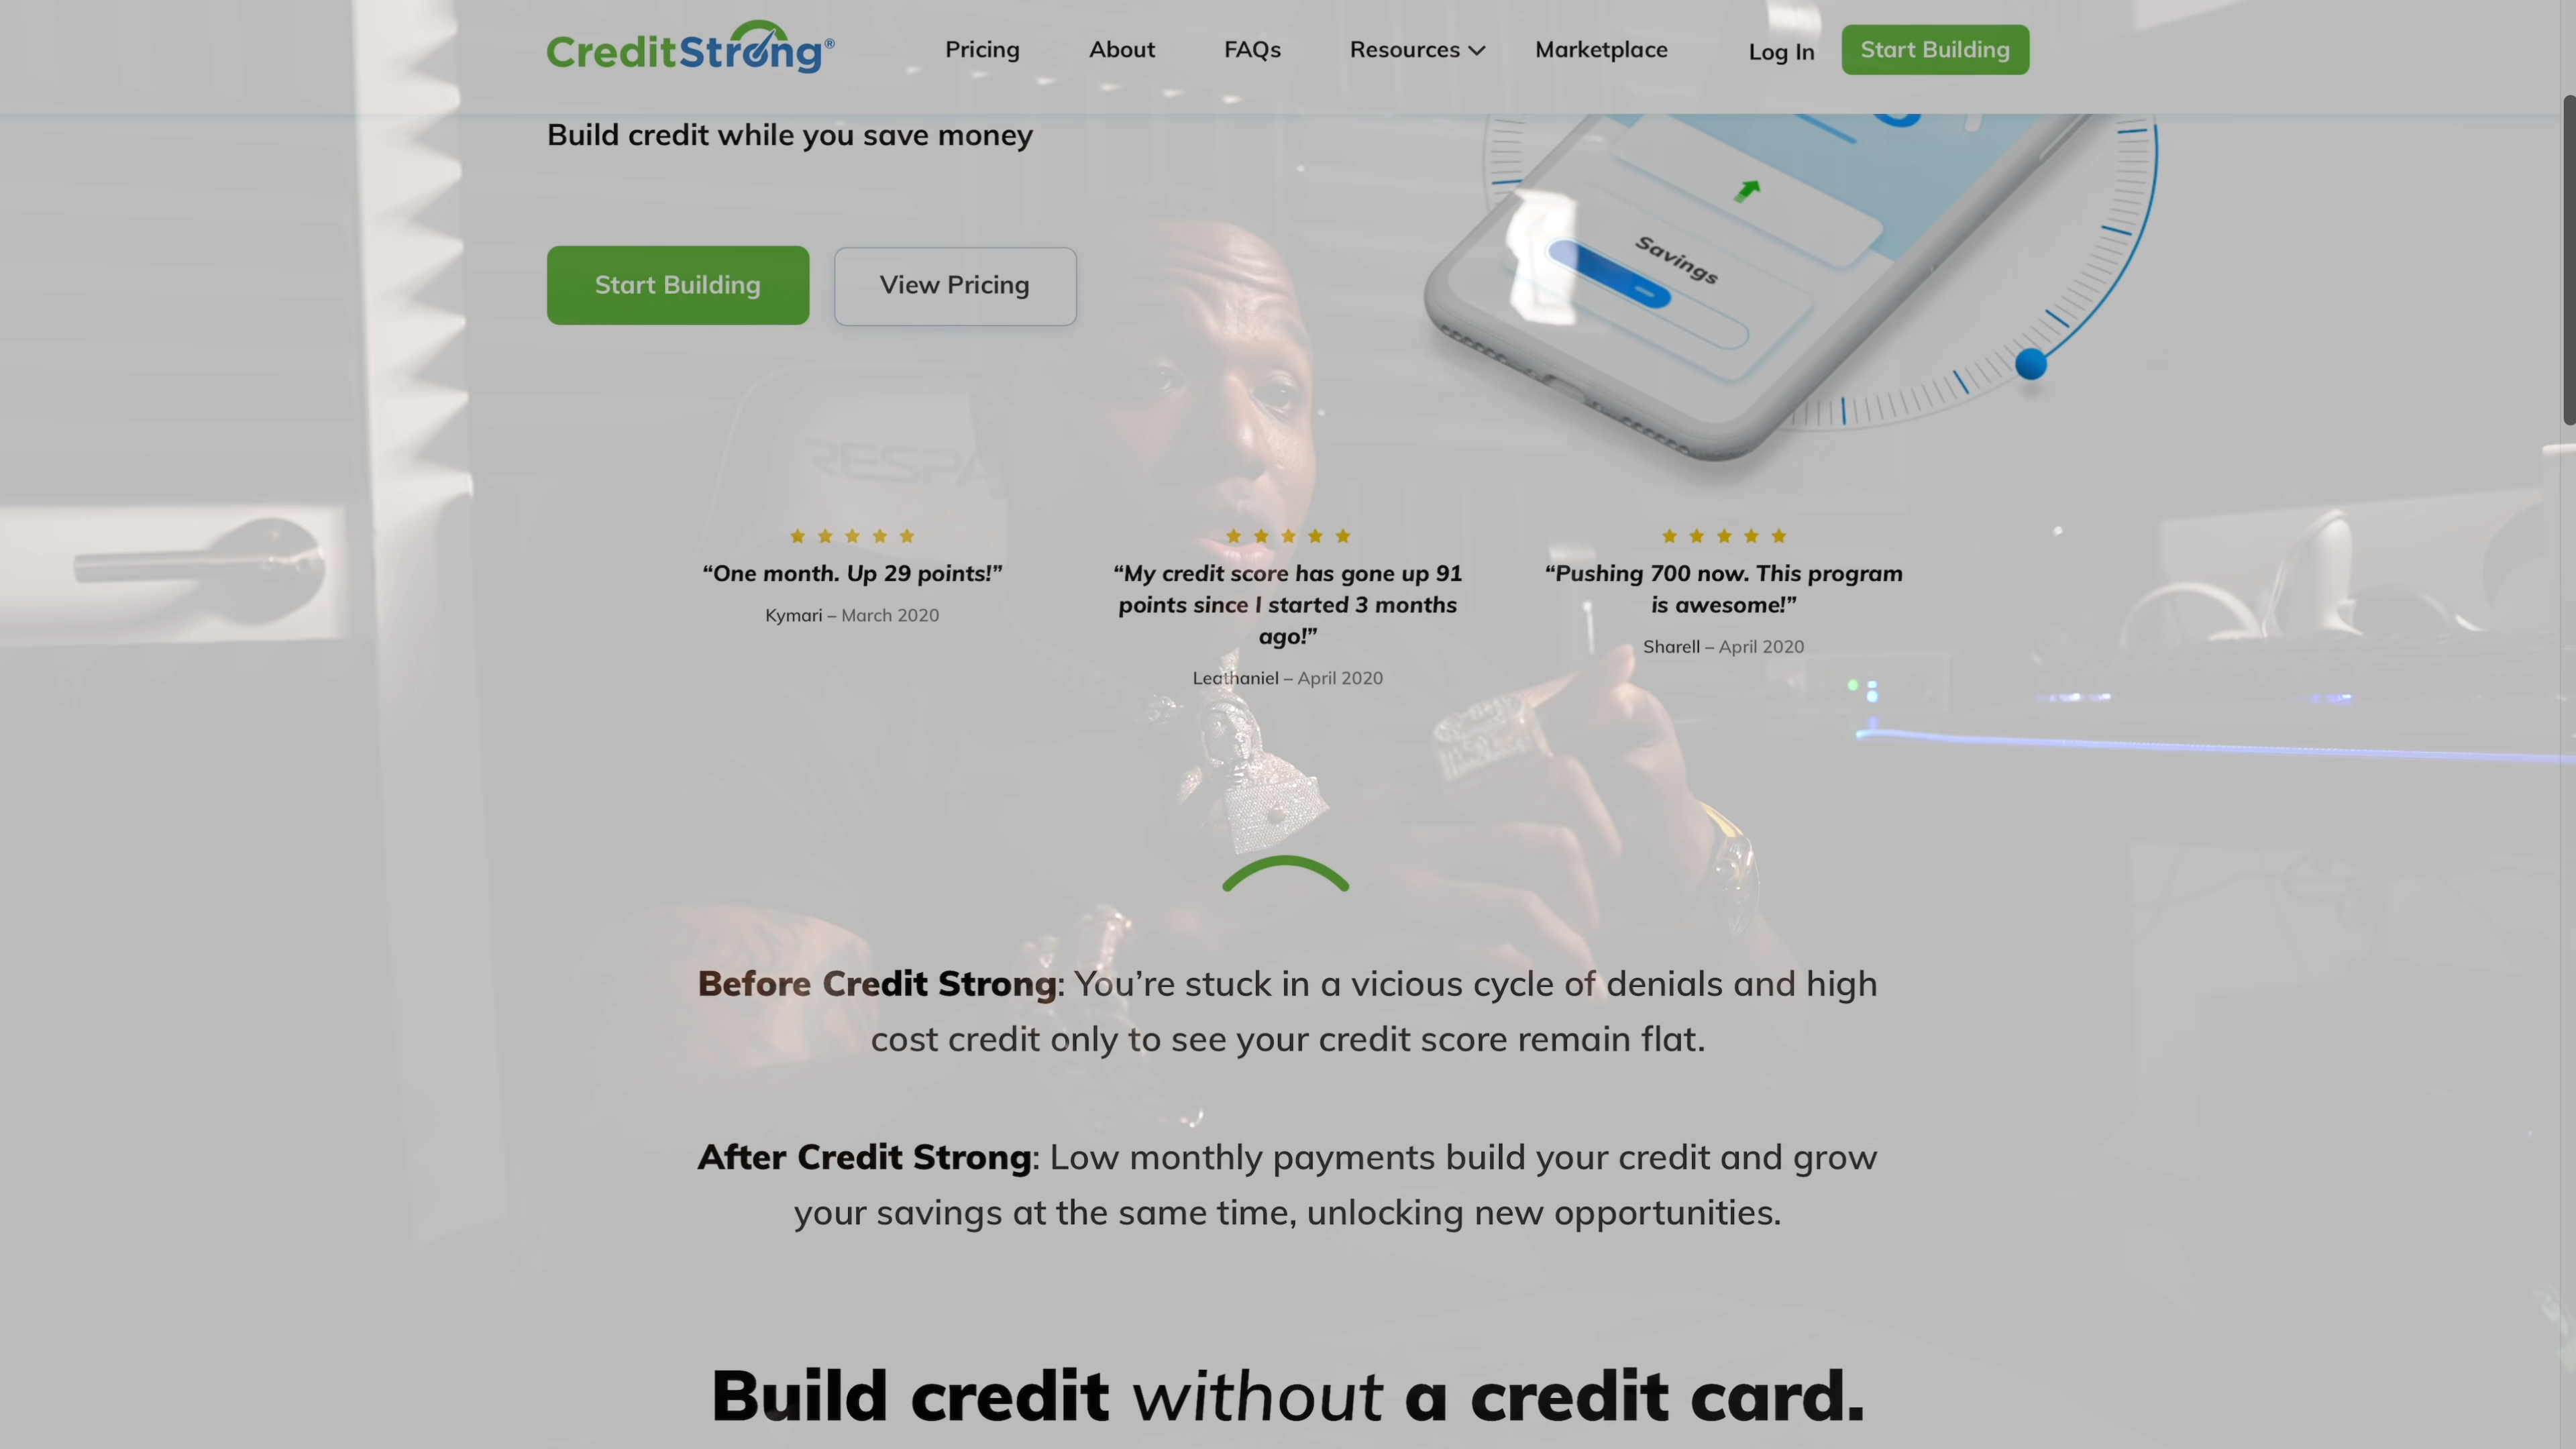 CreditStrong®
Pricing
About
FAQs
Resources
Marketplace
Log In
Start Building
Build credit while you save money
Start Building
View Pricing
Savings
“One month. Up 29 points!”
Kymari – March 2020
“My credit score has gone up 91
points since I started 3 months
ago!”
Leathaniel – April 2020
“Pushing 700 now. This program
is awesome!”
Sharell – April 2020
Before Credit Strong: You’re stuck in a vicious cycle of denials and high
cost credit only to see your credit score remain flat.
After Credit Strong: Low monthly payments build your credit and grow
your savings at the same time, unlocking new opportunities.
Build credit without a credit card.